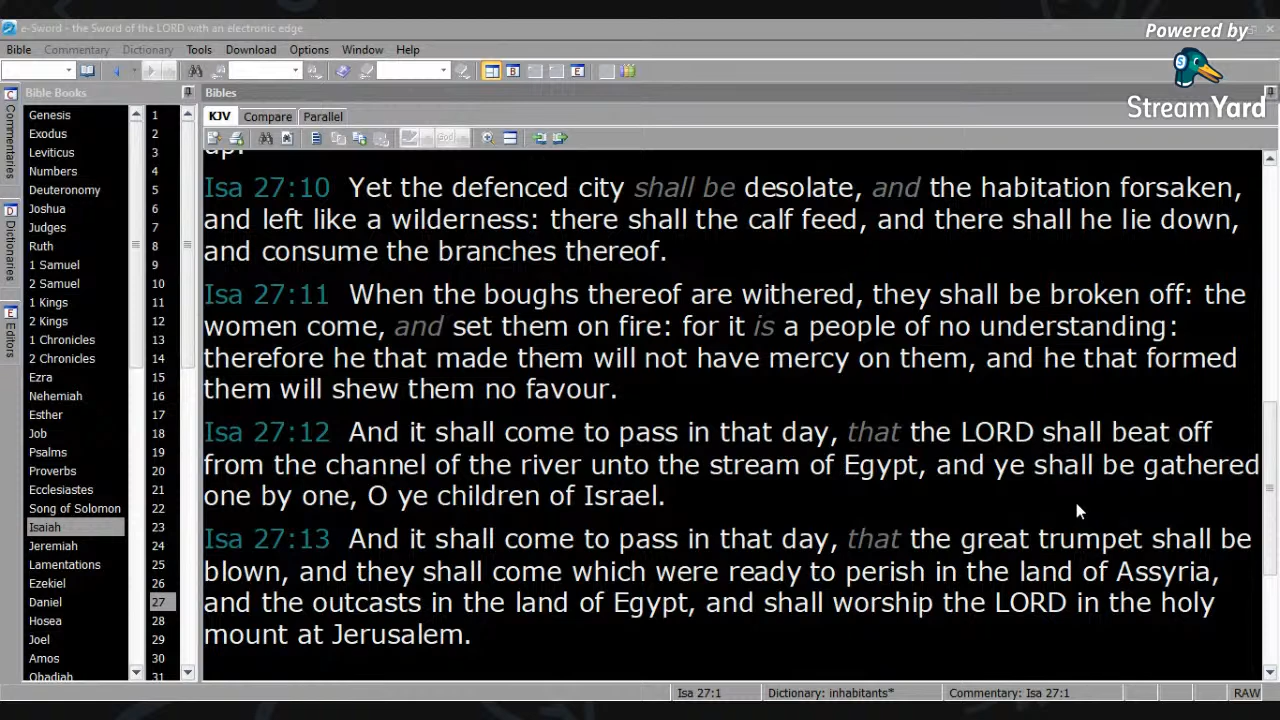 e-Sword - the Sword of the LORD with an electronic edge
Powered by
StreamYard
Bible Commentary Dictionary Tools Download Options Window Help
Bible Books
Bibles
Commentaries
Dictionaries
Editors
KJV Compare Parallel
Genesis
Exodus
Leviticus
Numbers
Deuteronomy
Joshua
Judges
Ruth
1 Samuel
2 Samuel
1 Kings
2 Kings
1 Chronicles
2 Chronicles
Ezra
Nehemiah
Esther
Job
Psalms
Proverbs
Ecclesiastes
Song of Solomon
Isaiah
Jeremiah
Lamentations
Ezekiel
Daniel
Hosea
Joel
Amos
Obadiah
1
2
3
4
5
6
7
8
9
10
11
12
13
14
15
16
17
18
19
20
21
22
23
24
25
26
27
28
29
30
31
up.
Isa 27:10 Yet the defenced city shall be desolate, and the habitation forsaken,
and left like a wilderness: there shall the calf feed, and there shall he lie down,
and consume the branches thereof.
Isa 27:11 When the boughs thereof are withered, they shall be broken off: the
women come, and set them on fire: for it is a people of no understanding:
therefore he that made them will not have mercy on them, and he that formed
them will shew them no favour.
Isa 27:12 And it shall come to pass in that day, that the LORD shall beat off
from the channel of the river unto the stream of Egypt, and ye shall be gathered
one by one, O ye children of Israel.
Isa 27:13 And it shall come to pass in that day, that the great trumpet shall be
blown, and they shall come which were ready to perish in the land of Assyria,
and the outcasts in the land of Egypt, and shall worship the LORD in the holy
mount at Jerusalem.
Isa 27:1 Dictionary: inhabitants* Commentary: Isa 27:1 RAW